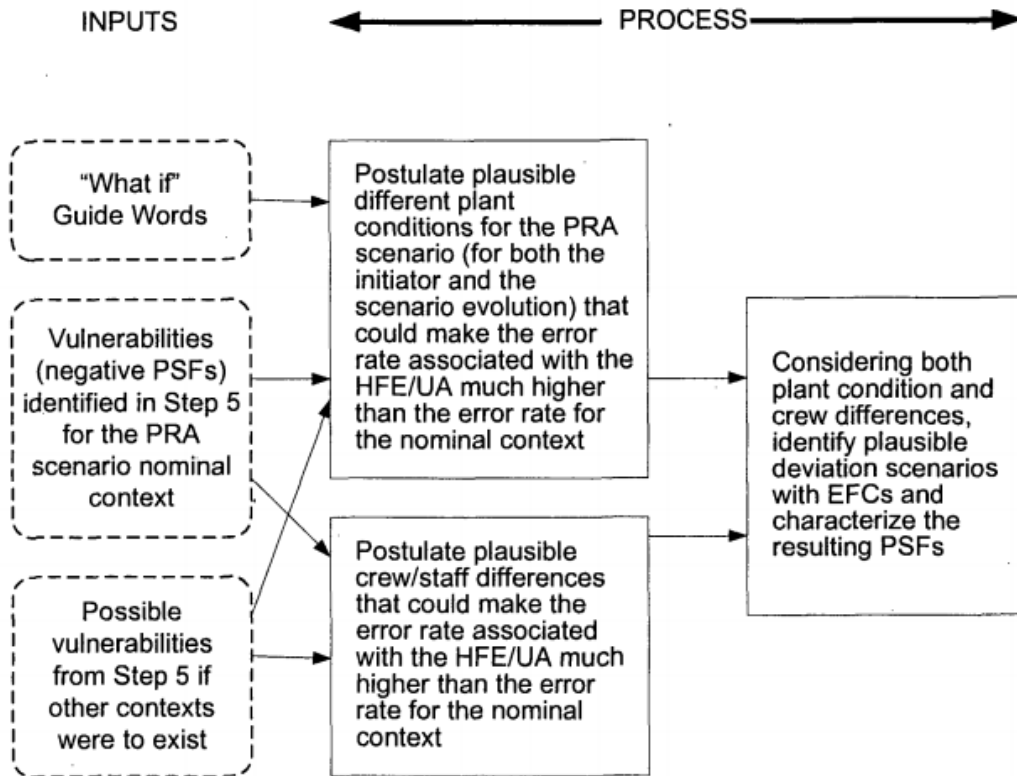 INPUTS
PROCESS
“What if”
Guide Words
Vulnerabilities
(negative PSFs)
identified in Step 5
for the PRA
scenario nominal
context
Possible
vulnerabilities
from Step 5 if
other contexts
were to exist
Postulate plausible
different plant
conditions for the PRA
scenario (for both the
initiator and the
scenario evolution) that
could make the error
rate associated with the
HFE/UA much higher
than the error rate for
the nominal context
Postulate plausible
crew/staff differences
that could make the
error rate associated
with the HFE/UA much
higher than the error
rate for the nominal
context
Considering both
plant condition and
crew differences,
identify plausible
deviation scenarios
with EFCs and
characterize the
resulting PSFs